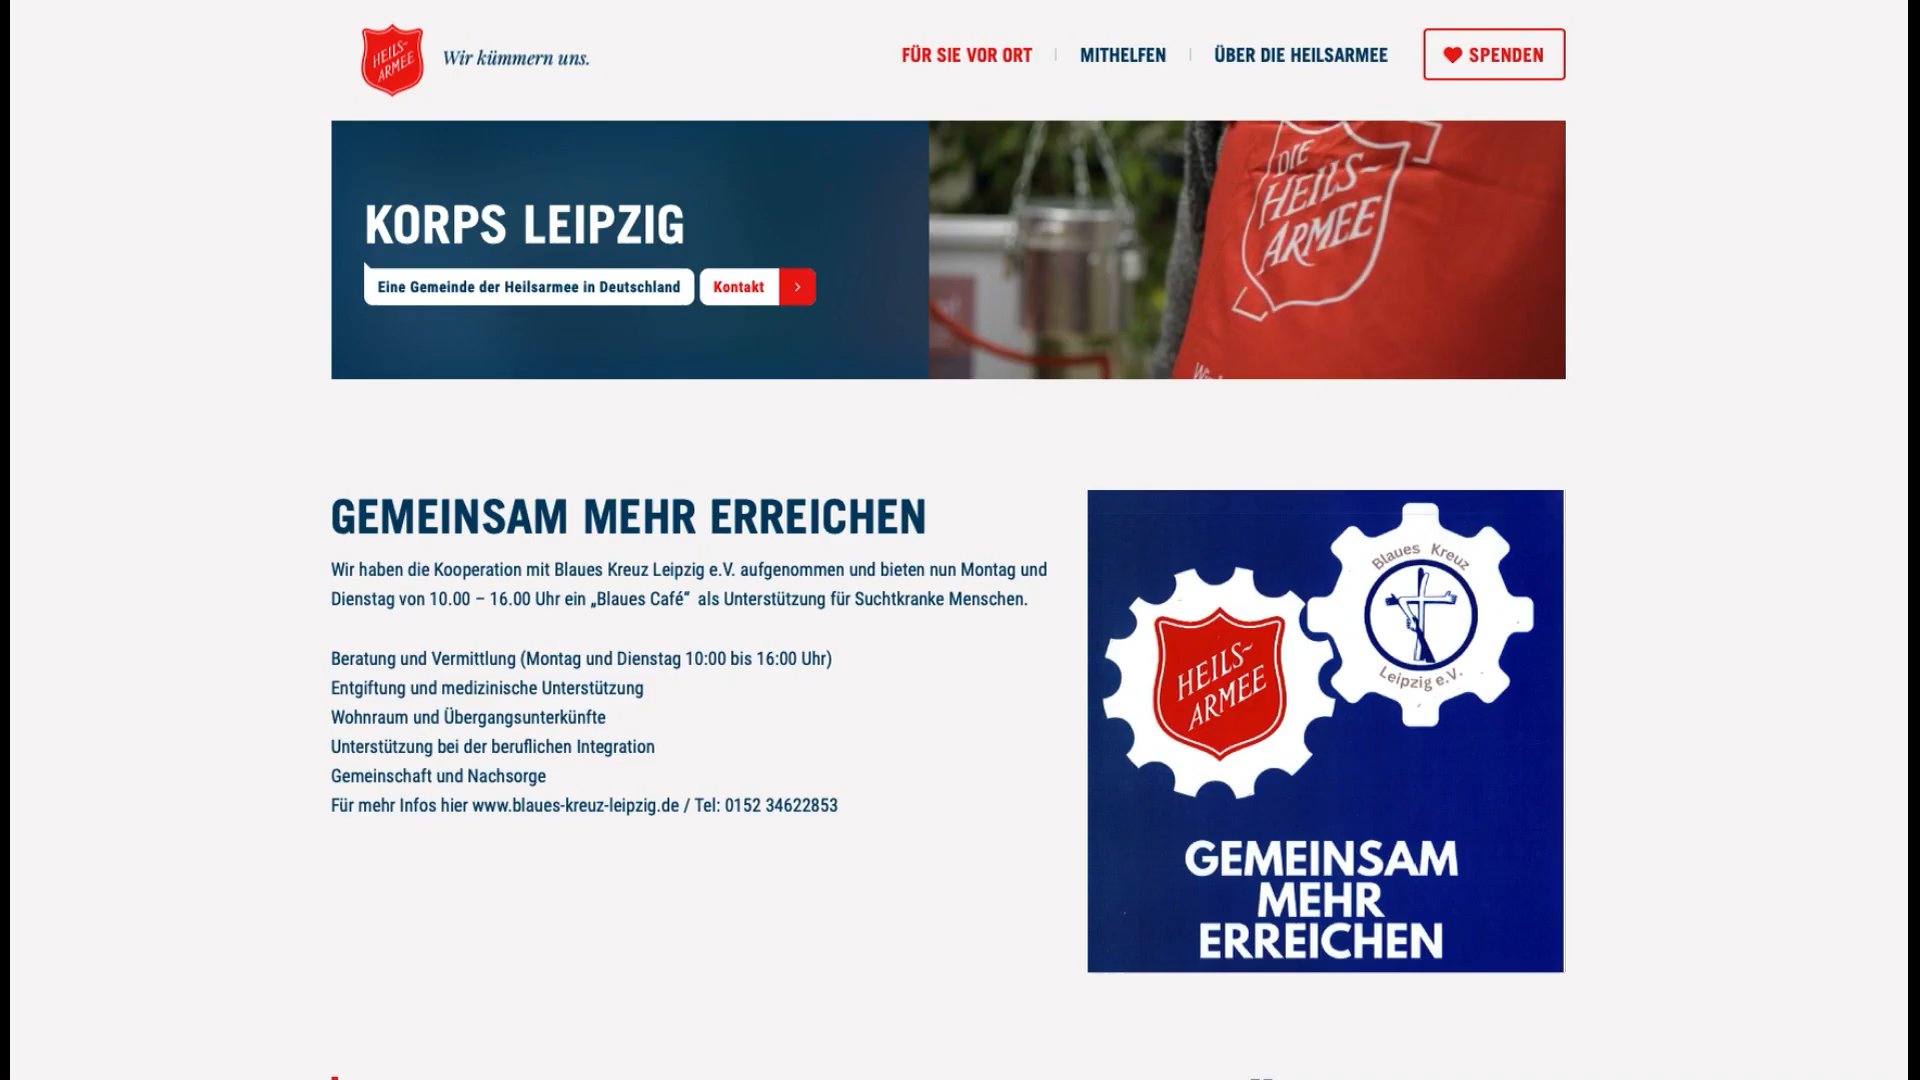 HEILS-
ARMEE
Wir kümmern uns.
FÜR SIE VOR ORT
MITHELFEN
ÜBER DIE HEILSARMEE
SPENDEN
KORPS LEIPZIG
Eine Gemeinde der Heilsarmee in Deutschland
Kontakt
DIE
HEILS-
ARMEE
GEMEINSAM MEHR ERREICHEN
Wir haben die Kooperation mit Blaues Kreuz Leipzig e.V. aufgenommen und bieten nun Montag und
Dienstag von 10.00 – 16.00 Uhr ein „Blaues Café“ als Unterstützung für Suchtkranke Menschen.
Beratung und Vermittlung (Montag und Dienstag 10:00 bis 16:00 Uhr)
Entgiftung und medizinische Unterstützung
Wohnraum und Übergangsunterkünfte
Unterstützung bei der beruflichen Integration
Gemeinschaft und Nachsorge
Für mehr Infos hier www.blaues-kreuz-leipzig.de / Tel: 0152 34622853
Blaues Kreuz
Leipzig e.V.
HEILS-
ARMEE
GEMEINSAM
MEHR
ERREICHEN